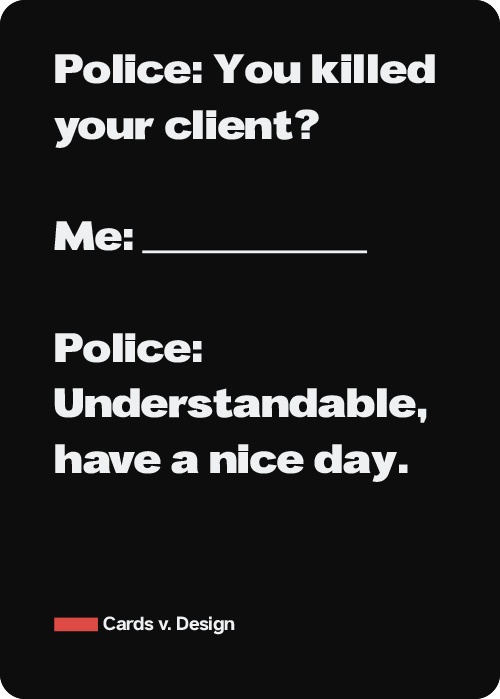 Police: You killed
your client?
Me: ___________
Police:
Understandable,
have a nice day.
Cards v. Design